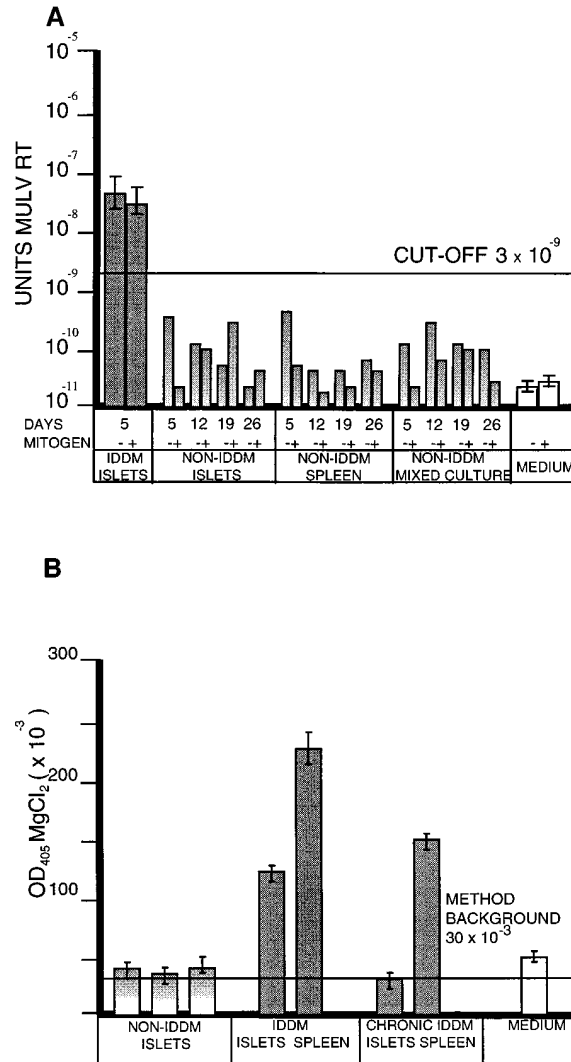 A
UNITS MULV RT
10⁻⁵
10⁻⁶
10⁻⁷
10⁻⁸
10⁻⁹
10⁻¹⁰
10⁻¹¹
CUT-OFF 3 x 10⁻⁹
DAYS 5 5 12 19 26 5 12 19 26 5 12 19 26
MITOGEN - + -+ -+ -+ -+ -+ -+ -+ -+ -+ -+ -+ -+ - +
IDDM ISLETS
NON-IDDM ISLETS
NON-IDDM SPLEEN
NON-IDDM MIXED CULTURE
MEDIUM
B
OD₄₀₅ MgCl₂ ( x 10⁻³)
300
200
100
METHOD
BACKGROUND
30 x 10⁻³
NON-IDDM ISLETS
IDDM
ISLETS SPLEEN
CHRONIC IDDM
ISLETS SPLEEN
MEDIUM